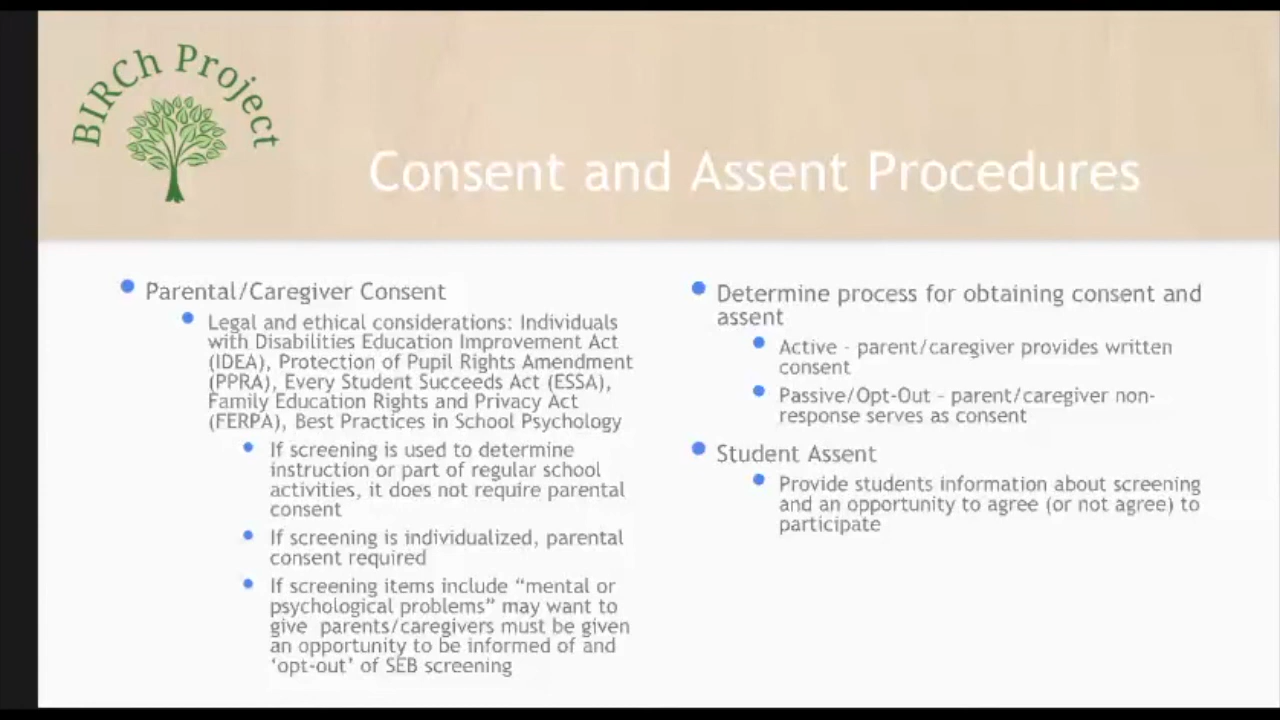 BIRCh Project
Consent and Assent Procedures
Parental/Caregiver Consent
Legal and ethical considerations: Individuals
with Disabilities Education Improvement Act
(IDEA), Protection of Pupil Rights Amendment
(PPRA), Every Student Succeeds Act (ESSA),
Family Education Rights and Privacy Act
(FERPA), Best Practices in School Psychology
If screening is used to determine
instruction or part of regular school
activities, it does not require parental
consent
If screening is individualized, parental
consent required
If screening items include “mental or
psychological problems” may want to
give parents/caregivers must be given
an opportunity to be informed of and
‘opt-out’ of SEB screening
Determine process for obtaining consent and
assent
Active - parent/caregiver provides written
consent
Passive/Opt-Out – parent/caregiver non-
response serves as consent
Student Assent
Provide students information about screening
and an opportunity to agree (or not agree) to
participate